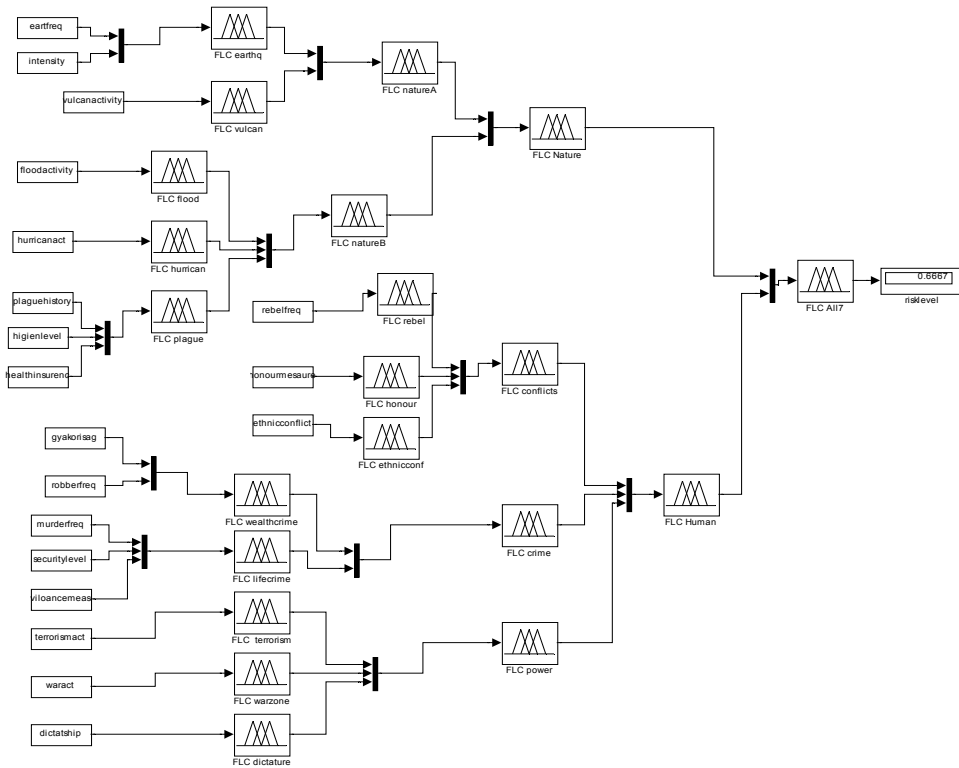 eartfreq
intensity
FLC earthq
vulcanactivity
FLC vulcan
FLC natureA
FLC Nature
floodactivity
FLC flood
hurricanact
FLC hurrican
FLC natureB
plaguehistory
higienlevel
healthinsurenc
FLC plague
rebelfreq
FLC rebel
onourmesaure
FLC honour
ethnicconflict
FLC ethnicconf
FLC conflicts
FLC All7
0.6667
risklevel
gyakorisag
robberfreq
FLC wealthcrime
murderfreq
securitylevel
viloancemeas
FLC lifecrime
FLC crime
FLC Human
terrorismact
FLC terrorism
waract
FLC warzone
dictatship
FLC dictature
FLC power